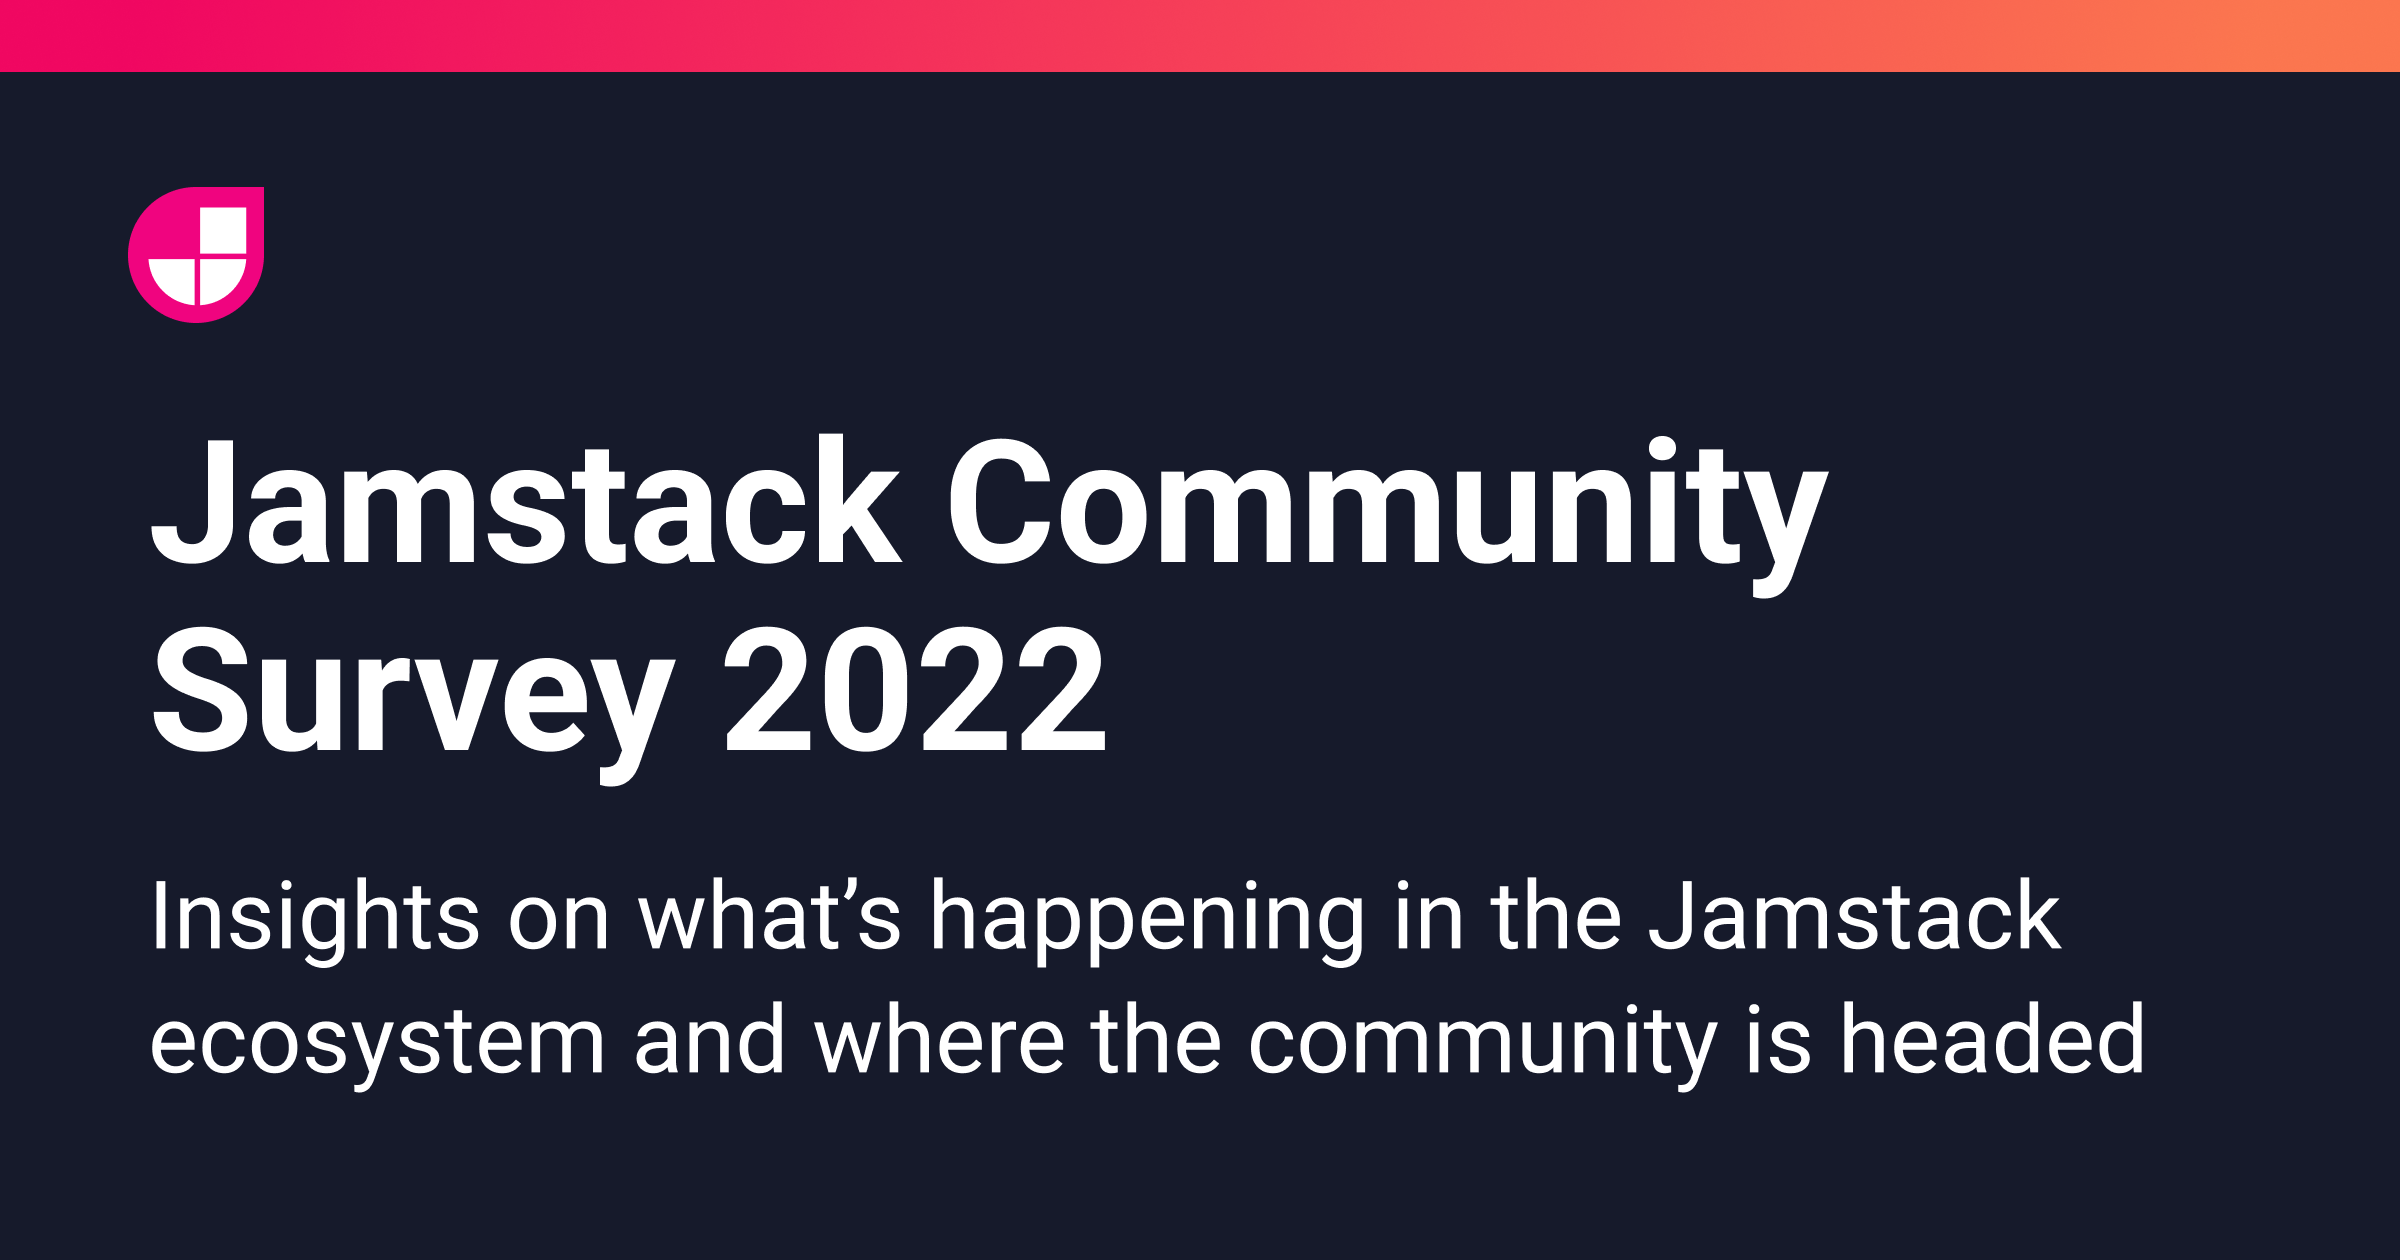 Jamstack Community
Survey 2022
Insights on what’s happening in the Jamstack
ecosystem and where the community is headed